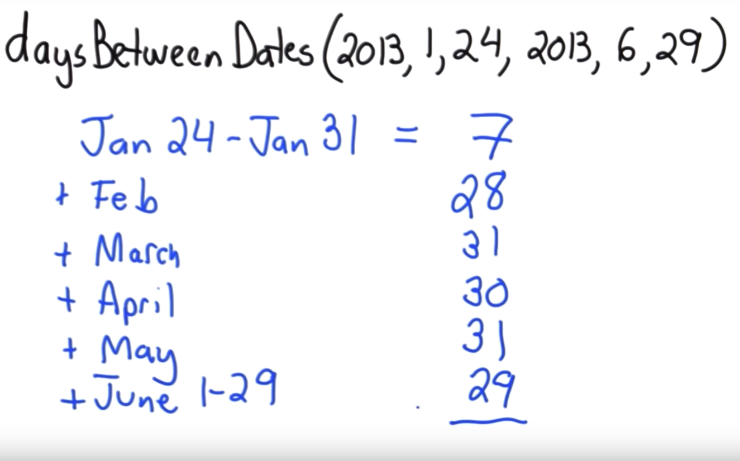 daysBetweenDates(2013, 1, 24, 2013, 6, 29)
Jan 24 - Jan 31 = 7
+ Feb 28
+ March 31
+ April 30
+ May 31
+ June 1-29 29